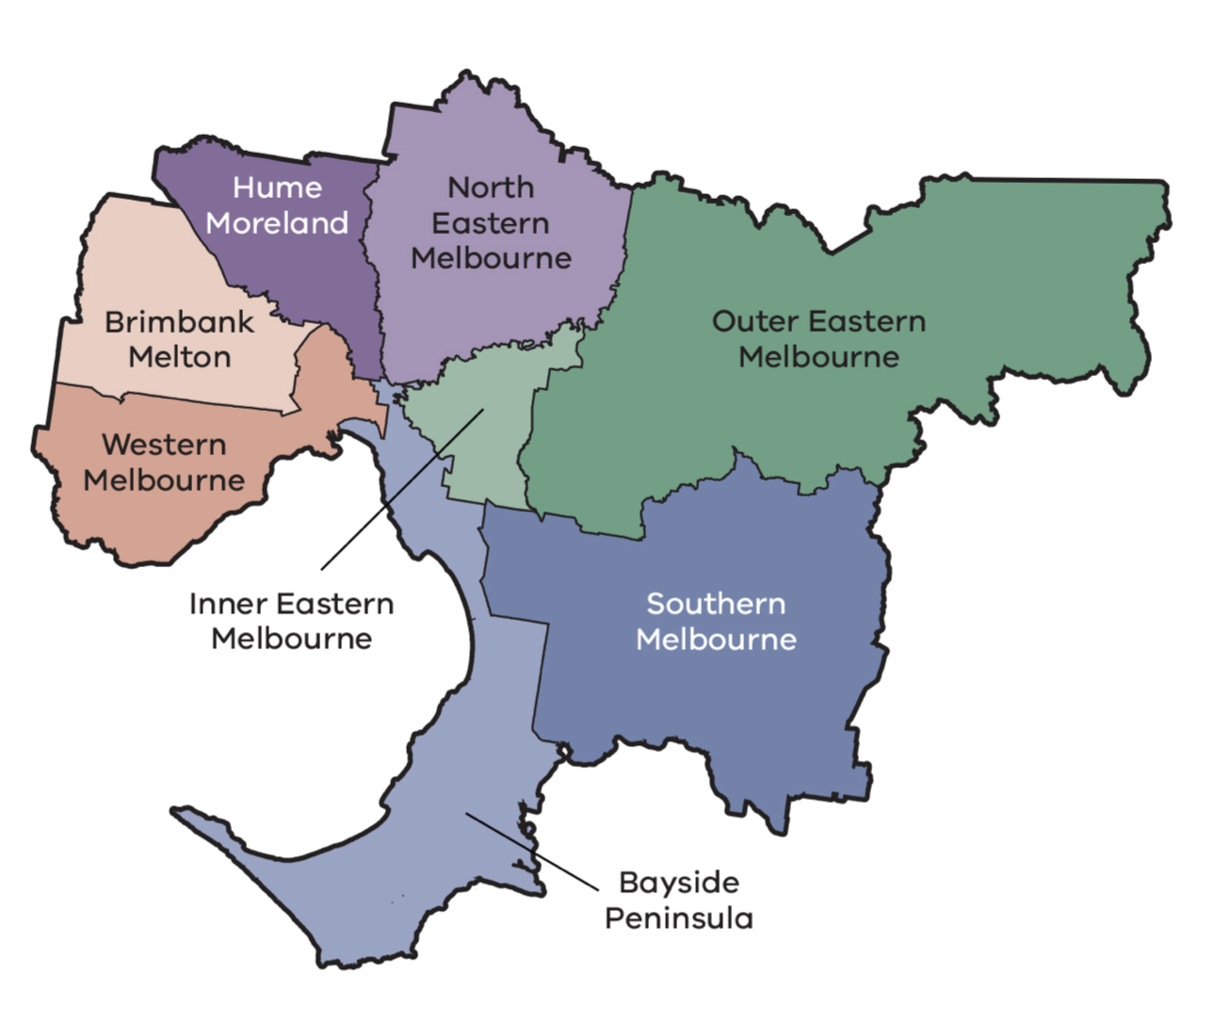 Hume
Moreland
North
Eastern
Melbourne
Brimbank
Melton
Outer Eastern
Melbourne
Western
Melbourne
Inner Eastern
Melbourne
Southern
Melbourne
Bayside
Peninsula